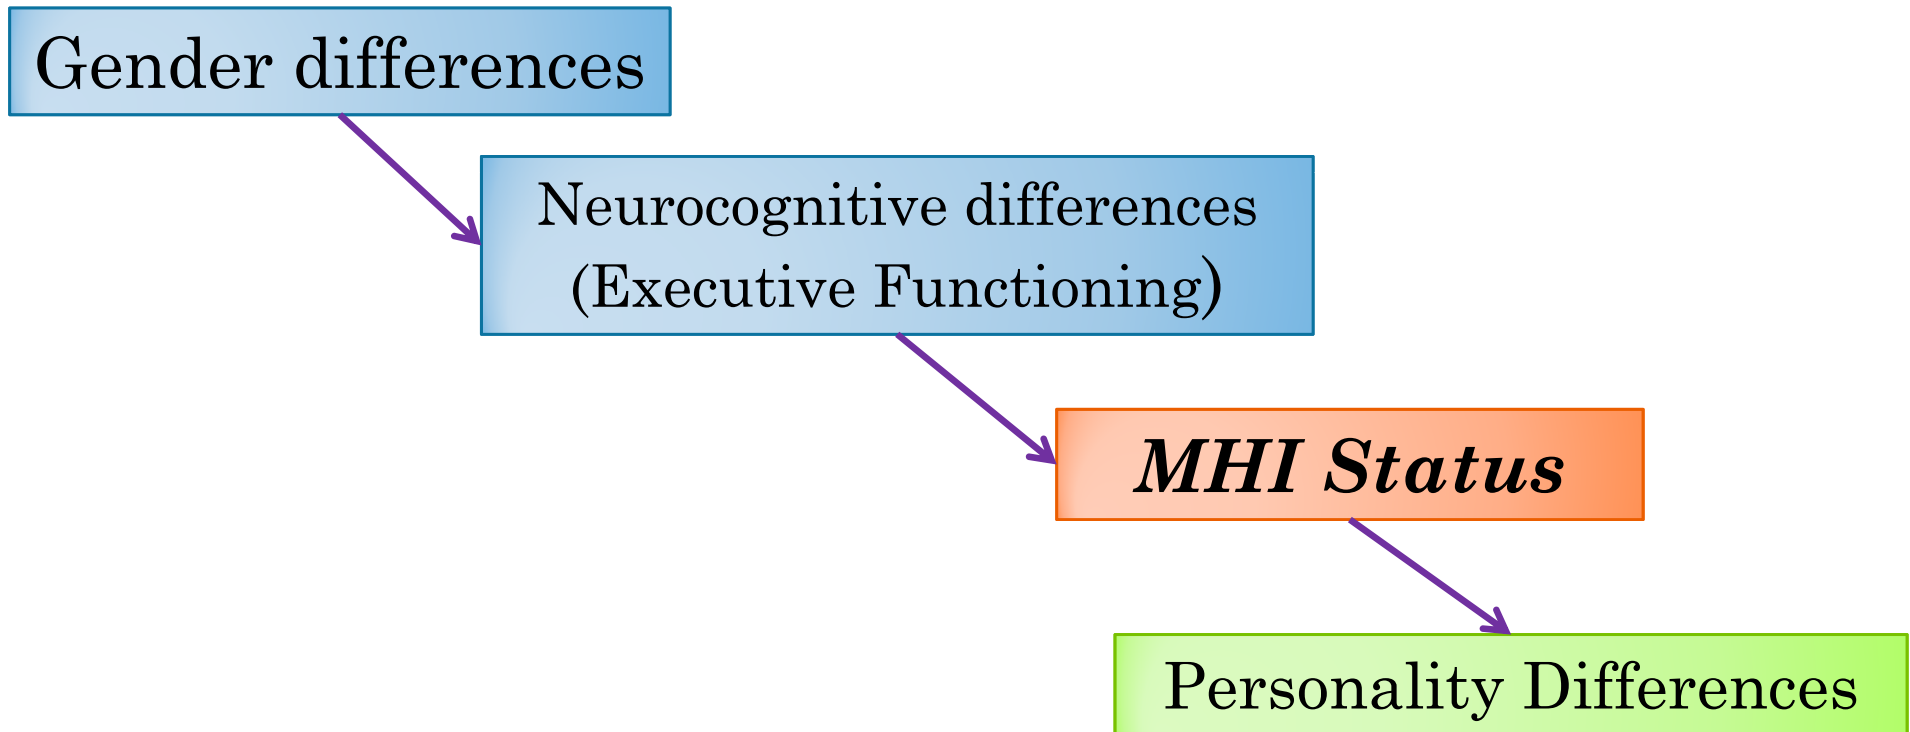 Gender differences
Neurocognitive differences
(Executive Functioning)
MHI Status
Personality Differences